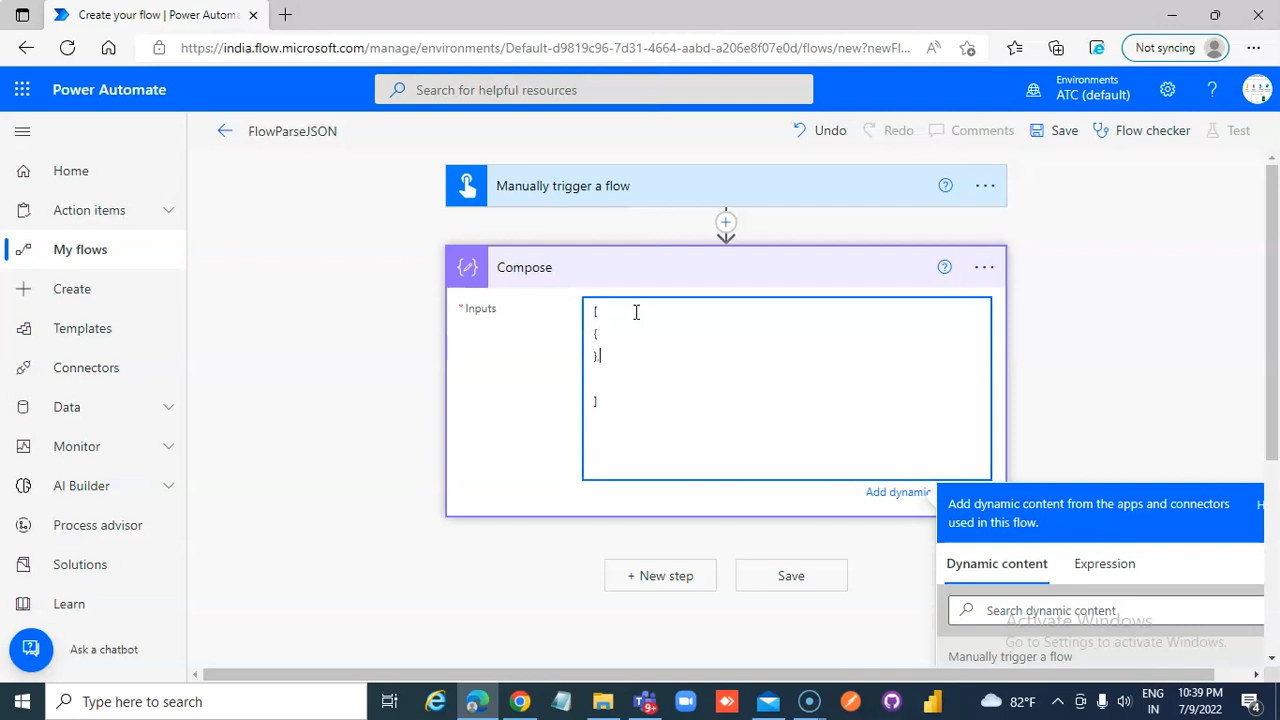 Create your flow | Power Automa
https://india.flow.microsoft.com/manage/environments/Default-d9819c96-7d31-4664-aabd-a206e8f07e0d/flows/new?newFl...
Not syncing
Power Automate
Search for helpful resources
Environments
ATC (default)
FlowParseJSON
Undo
Redo
Comments
Save
Flow checker
Test
Home
Action items
My flows
Create
Templates
Connectors
Data
Monitor
AI Builder
Process advisor
Solutions
Learn
Ask a chatbot
Manually trigger a flow
Compose
* Inputs
[
{
},
]
Add dynamic
Add dynamic content from the apps and connectors
used in this flow.
H
Dynamic content
Expression
Search dynamic content
Manually trigger a flow
Activate Windows
Go to Settings to activate Windows.
+ New step
Save
Type here to search
9+
82°F
ENG
IN
10:39 PM
7/9/2022
4